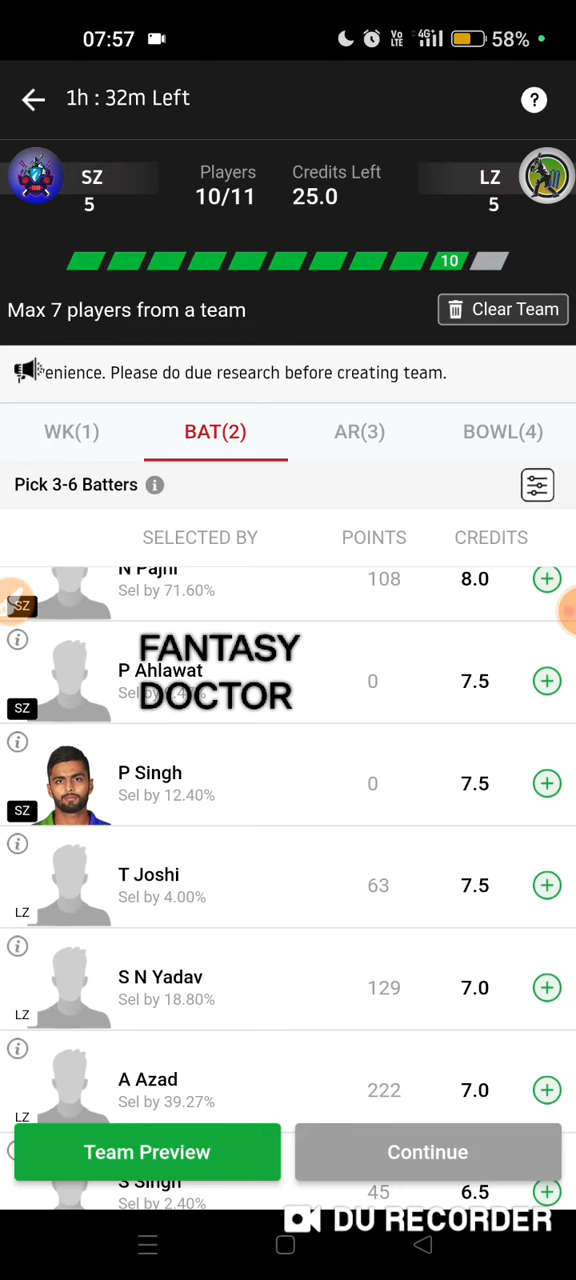 07:57 Vo LTE 4G+ 58%
1h : 32m Left ?
SZ 5 Players 10/11 Credits Left 25.0 LZ 5
10
Max 7 players from a team Clear Team
enience. Please do due research before creating team.
WK(1) BAT(2) AR(3) BOWL(4)
Pick 3-6 Batters i
SELECTED BY POINTS CREDITS
SZ Sel by 71.60% 108 8.0
FANTASY
P Ahlawat
DOCTOR
SZ 0 7.5
P Singh
SZ Sel by 12.40% 0 7.5
T Joshi
LZ Sel by 4.00% 63 7.5
S N Yadav
LZ Sel by 18.80% 129 7.0
A Azad
LZ Sel by 39.27% 222 7.0
Team Preview Continue
S Singh
Sel by 2.40% 45 6.5
DU RECORDER